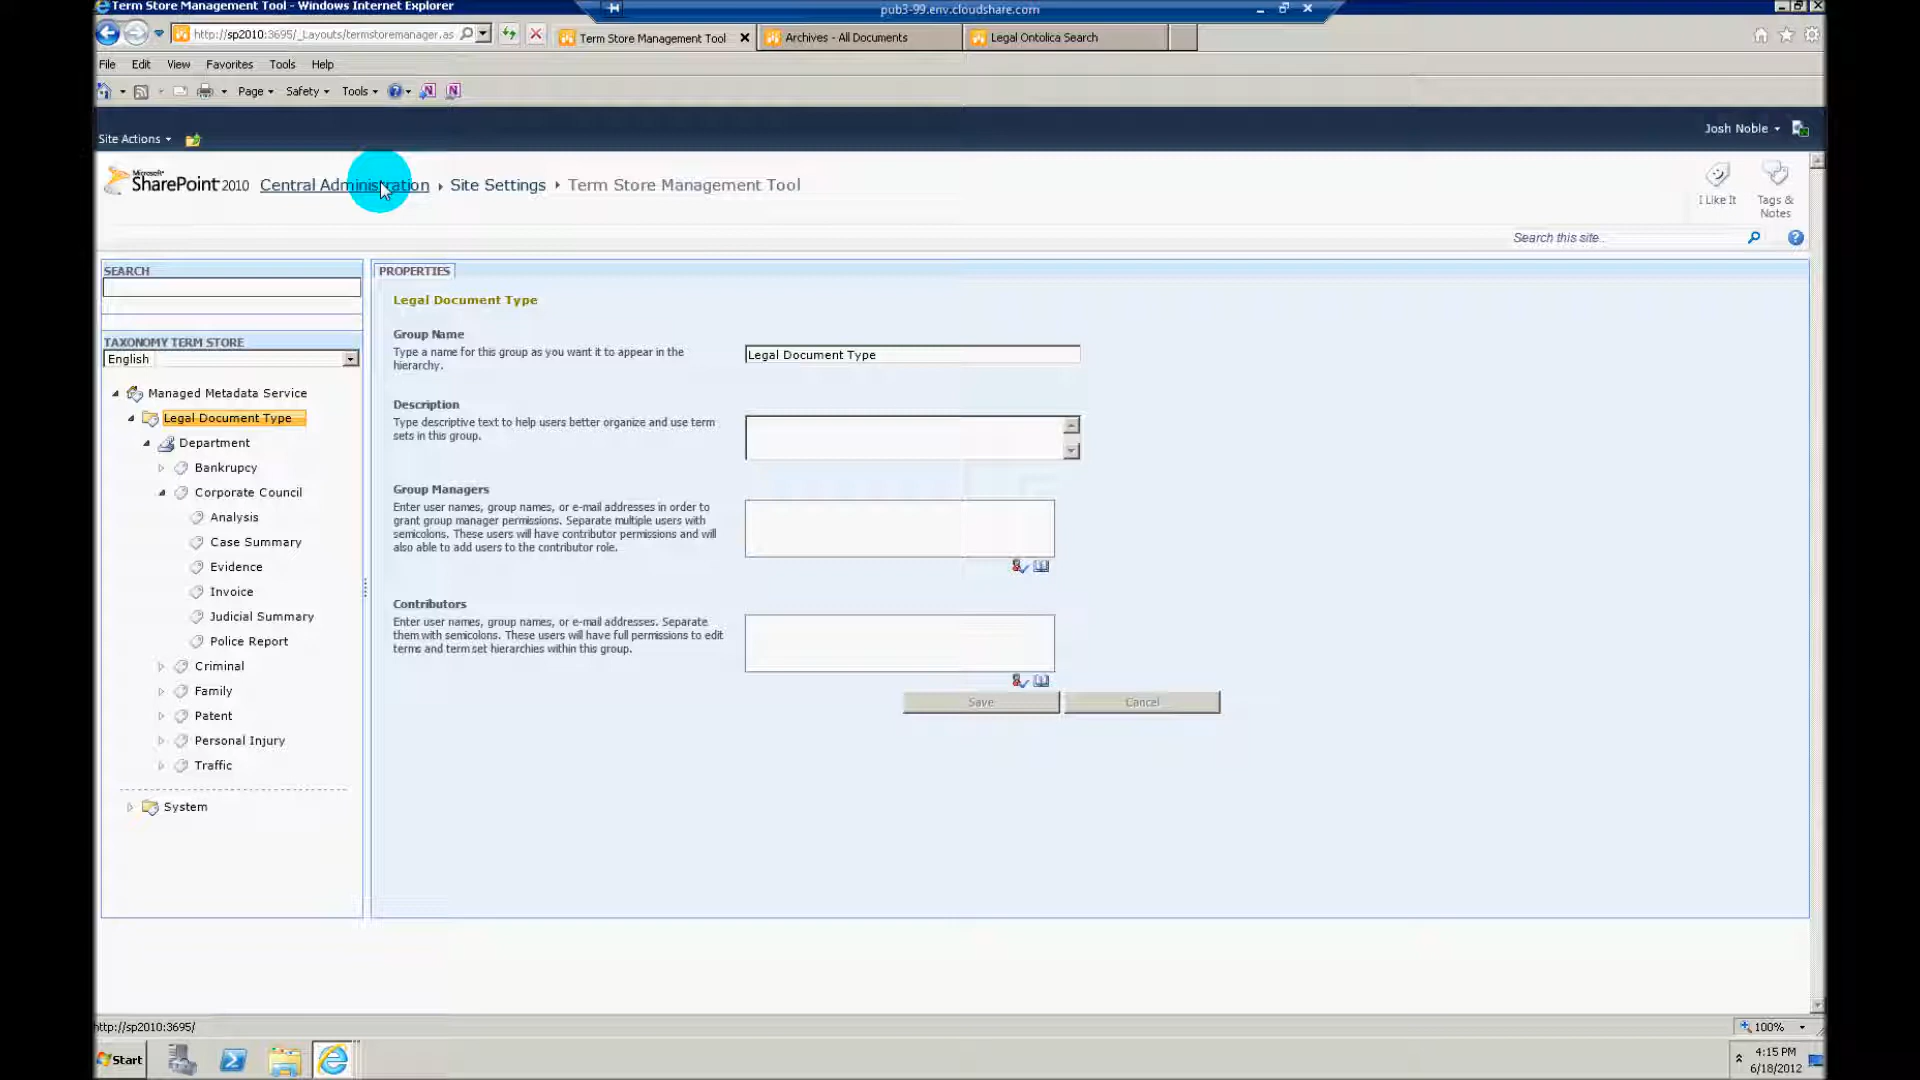 Term Store Management Tool - Windows Internet Explorer
pub3-99.env.cloudshare.com
http://sp2010:3695/_Layouts/termstoremanager.as
Term Store Management Tool
Archives - All Documents
Legal Ontolica Search
File Edit View Favorites Tools Help
Page Safety Tools
Site Actions
Josh Noble
Microsoft
SharePoint 2010
Central Administration Site Settings Term Store Management Tool
I Like It
Tags &
Notes
Search this site...
SEARCH
TAXONOMY TERM STORE
English
Managed Metadata Service
Legal Document Type
Department
Bankrupcy
Corporate Council
Analysis
Case Summary
Evidence
Invoice
Judicial Summary
Police Report
Criminal
Family
Patent
Personal Injury
Traffic
System
PROPERTIES
Legal Document Type
Group Name
Type a name for this group as you want it to appear in the
hierarchy.
Legal Document Type
Description
Type descriptive text to help users better organize and use term
sets in this group.
Group Managers
Enter user names, group names, or e-mail addresses in order to
grant group manager permissions. Separate multiple users with
semicolons. These users will have contributor permissions and will
also able to add users to the contributor role.
Contributors
Enter user names, group names, or e-mail addresses. Separate
them with semicolons. These users will have full permissions to edit
terms and term set hierarchies within this group.
Save
Cancel
http://sp2010:3695/
100%
Start
4:15 PM
6/18/2012